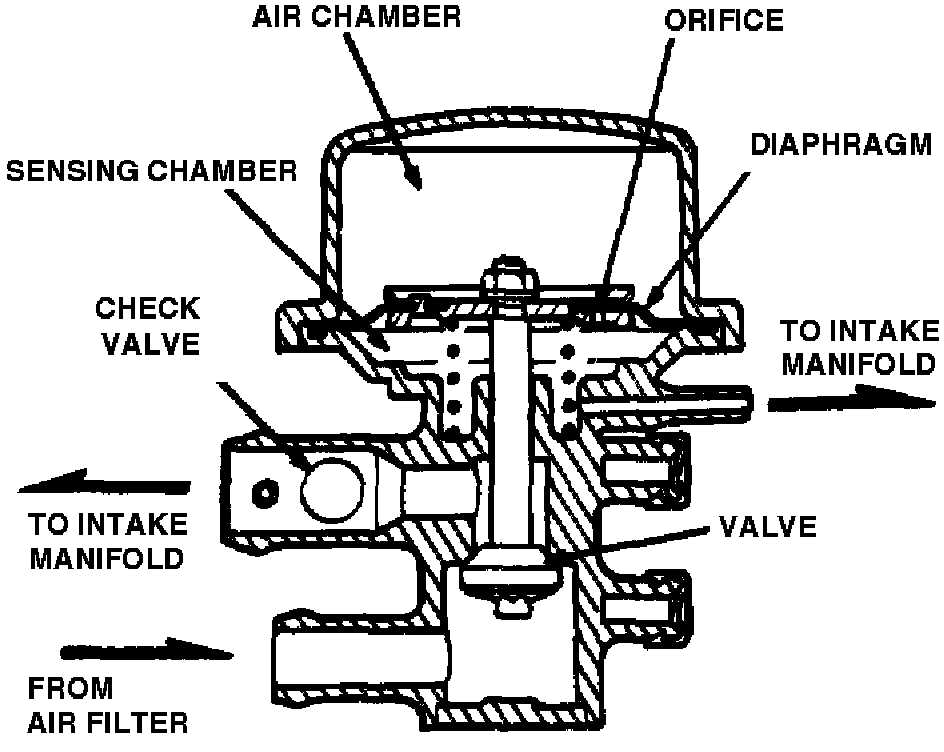 AIR CHAMBER
ORIFICE
DIAPHRAGM
SENSING CHAMBER
CHECK
VALVE
TO INTAKE
MANIFOLD
TO INTAKE
MANIFOLD
VALVE
FROM
AIR FILTER